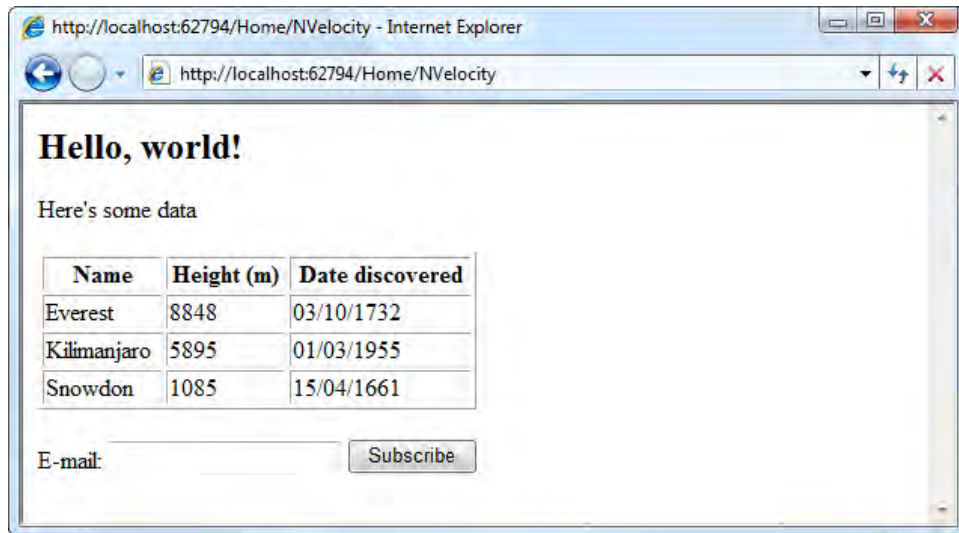 http://localhost:62794/Home/NVelocity - Internet Explorer
http://localhost:62794/Home/NVelocity
Hello, world!
Here's some data
Name Height (m) Date discovered
Everest 8848 03/10/1732
Kilimanjaro 5895 01/03/1955
Snowdon 1085 15/04/1661
E-mail: Subscribe